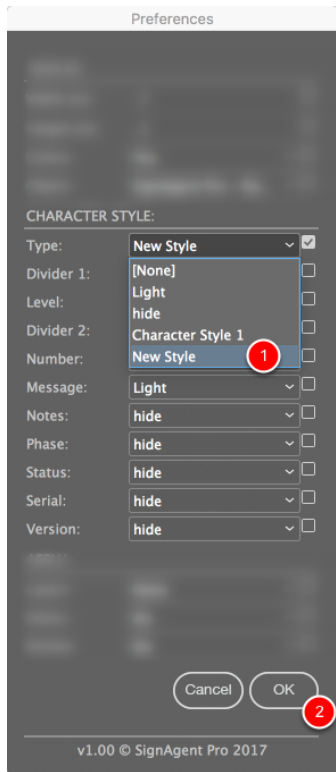 Preferences
CHARACTER STYLE:
Type: New Style
Divider 1: [None]
Light
Level: hide
Divider 2: Character Style 1
Number: New Style 1
Message: Light
Notes: hide
Phase: hide
Status: hide
Serial: hide
Version: hide
Cancel OK
2
v1.00 © SignAgent Pro 2017